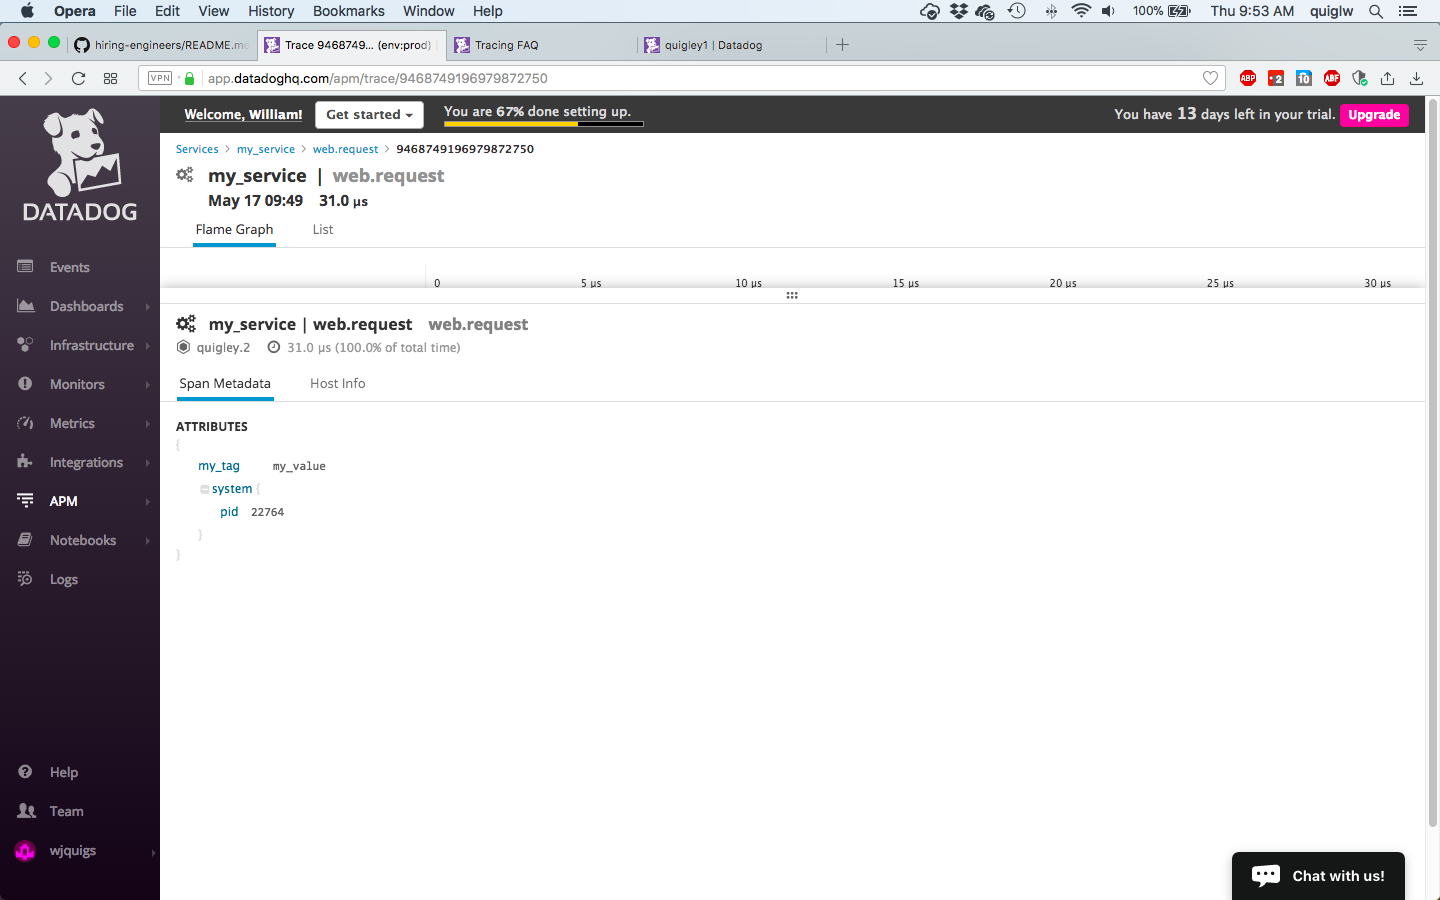 Opera File Edit View History Bookmarks Window Help 100% Thu 9:53 AM quiglw
hiring-engineers/README.m Trace 9468749... (env:prod) Tracing FAQ quigley1 | Datadog
VPN app.datadoghq.com/apm/trace/9468749196979872750 ABP 2 10 ABF
Welcome, William! Get started You are 67% done setting up. You have 13 days left in your trial. Upgrade
DATADOG
Events
Dashboards
Infrastructure
Monitors
Metrics
Integrations
APM
Notebooks
Logs
Help
Team
wjquigs
Services > my_service > web.request > 9468749196979872750
my_service | web.request
May 17 09:49 31.0 µs
Flame Graph List
0 5 µs 10 µs 15 µs 20 µs 25 µs 30 µs
my_service | web.request web.request
quigley.2 31.0 µs (100.0% of total time)
Span Metadata Host Info
ATTRIBUTES
{
my_tag my_value
system {
pid 22764
}
}
Chat with us!